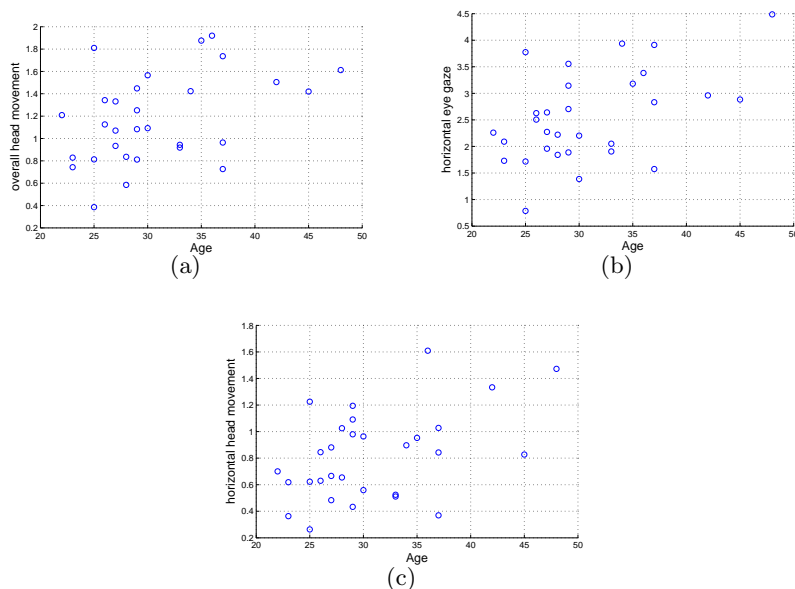 2
1.8
1.6
1.4
1.2
1
0.8
0.6
0.4
0.2
20 25 30 35 40 45 50
overall head movement
Age
(a)
4.5
4
3.5
3
2.5
2
1.5
1
0.5
20 25 30 35 40 45 50
horizontal eye gaze
Age
(b)
1.8
1.6
1.4
1.2
1
0.8
0.6
0.4
0.2
20 25 30 35 40 45 50
horizontal head movement
Age
(c)